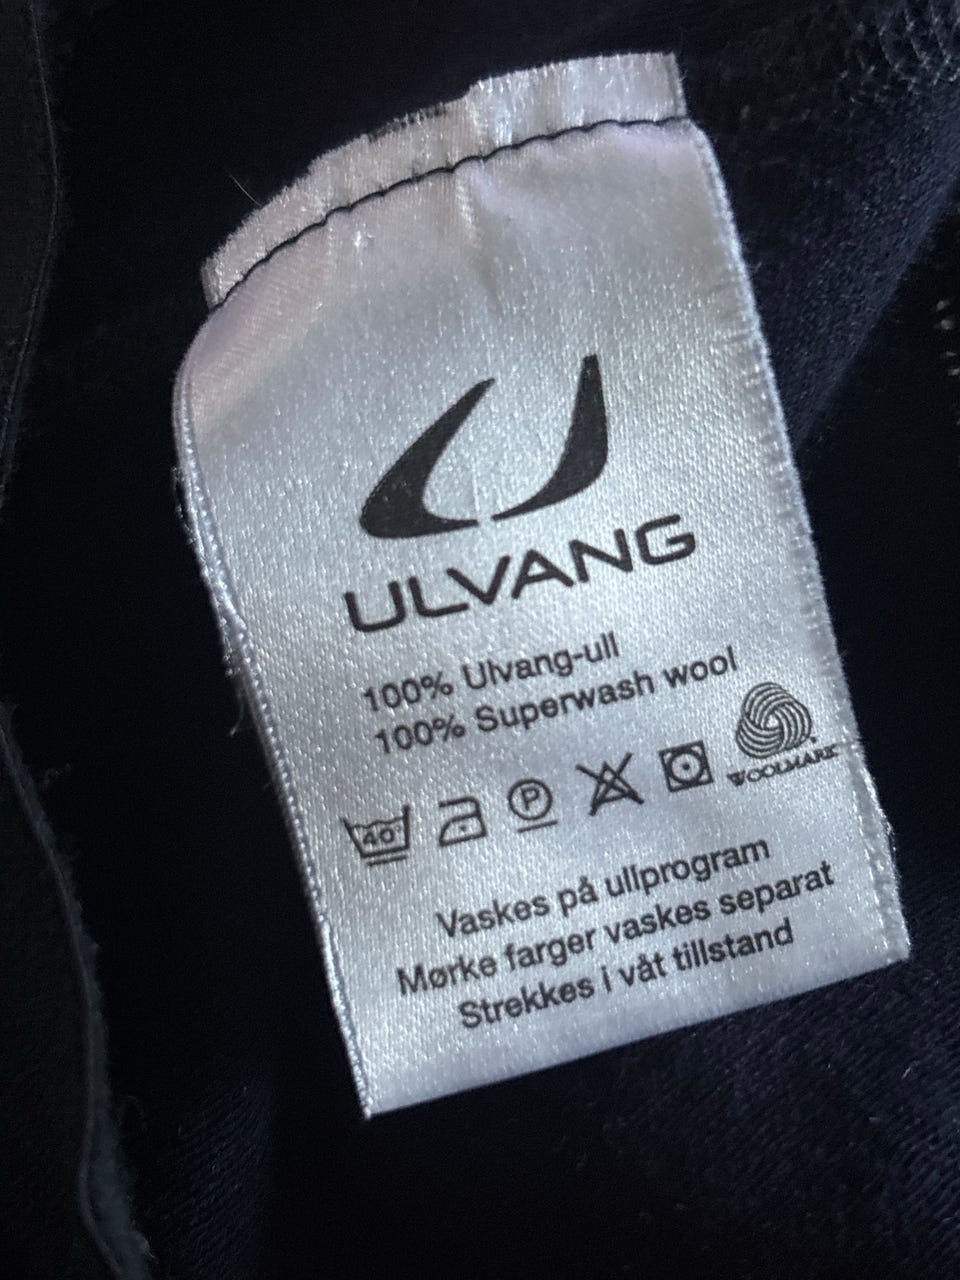 ULVANG
100% Ulvang-ull
100% Superwash wool
40° P WOOLMARK
Vaskes på ullprogram
Mørke farger vaskes separat
Strekkes i våt tillstand